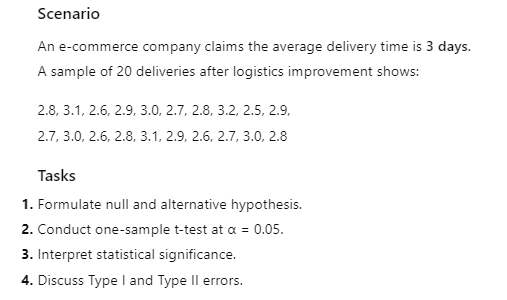 Scenario
An e-commerce company claims the average delivery time is 3 days.
A sample of 20 deliveries after logistics improvement shows:
2.8, 3.1, 2.6, 2.9, 3.0, 2.7, 2.8, 3.2, 2.5, 2.9,
2.7, 3.0, 2.6, 2.8, 3.1, 2.9, 2.6, 2.7, 3.0, 2.8
Tasks
1. Formulate null and alternative hypothesis.
2. Conduct one-sample t-test at α = 0.05.
3. Interpret statistical significance.
4. Discuss Type I and Type II errors.